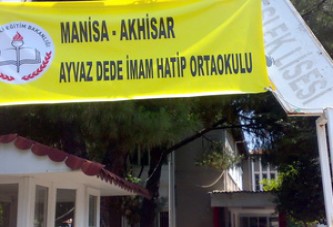 MANİSA - AKHİSAR
AYVAZ DEDE İMAM HATİP ORTAOKULU